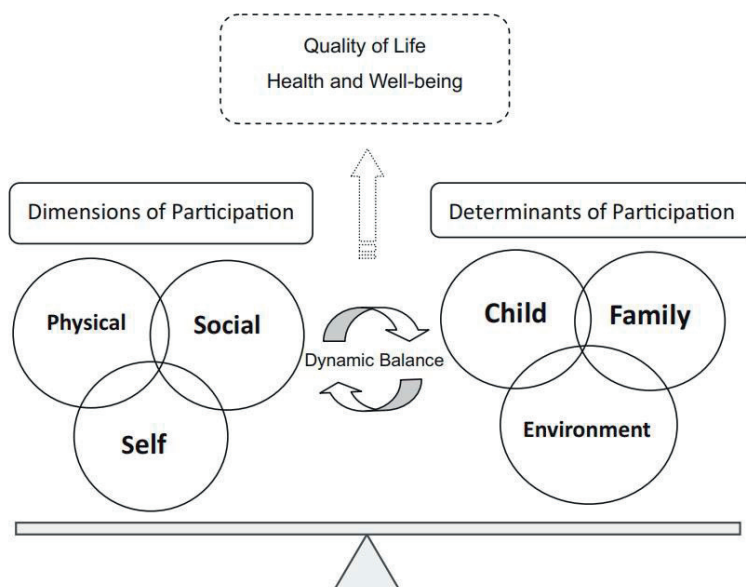 Quality of Life
Health and Well-being
Dimensions of Participation
Determinants of Participation
Physical
Social
Self
Dynamic Balance
Child
Family
Environment